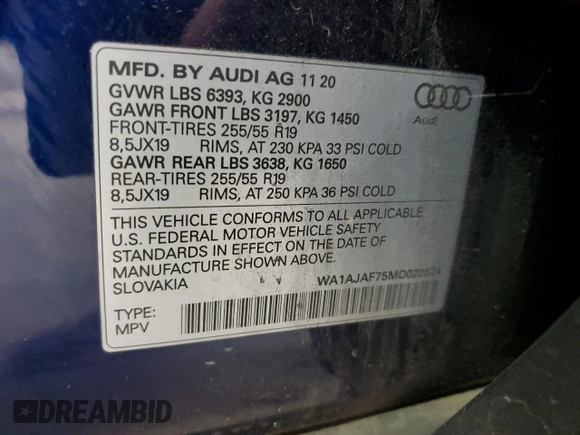 MFD. BY AUDI AG 11 20
GVWR LBS 6393, KG 2900
GAWR FRONT LBS 3197, KG 1450
FRONT-TIRES 255/55 R19
8,5JX19 RIMS, AT 230 KPA 33 PSI COLD
GAWR REAR LBS 3638, KG 1650
REAR-TIRES 255/55 R19
8,5JX19 RIMS, AT 250 KPA 36 PSI COLD
THIS VEHICLE CONFORMS TO ALL APPLICABLE
U.S. FEDERAL MOTOR VEHICLE SAFETY
STANDARDS IN EFFECT ON THE DATE OF
MANUFACTURE SHOWN ABOVE.
SLOVAKIA
TYPE:
MPV
Audi
DREAMBID